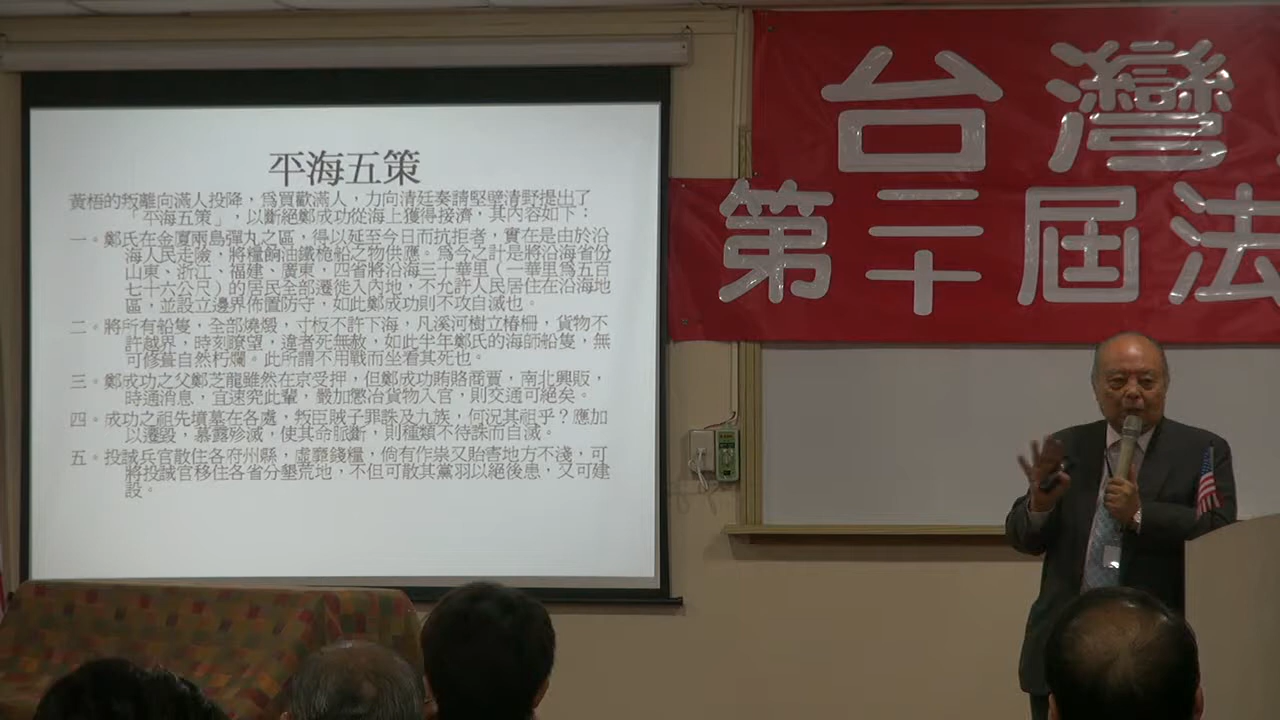 平海五策
黃梧的叛離向滿人投降，為買歡滿人，力向清廷奏請堅壁清野提出了
「平海五策」，以斷絕鄭成功從海上獲得接濟，其內容如下：
一。鄭氏在金廈兩島彈丸之區，得以延至今日而抗拒者，實在是由於沿
海人民走險，將糧餉油鐵桅船之物供應。為今之計是將沿海省份
山東、浙江、福建、廣東，四省將沿海三十華里（一華里為五百
七十六公尺）的居民全部遷徙入內地，不允許人民居住在沿海地
區，並設立邊界佈置防守，如此鄭成功則不攻自滅也。
二。將所有船隻，全部燒燬，寸板不許下海，凡溪河樹立樁柵，貨物不
許越界，時刻瞭望，違者死無赦，如此半年鄭氏的海師船隻，無
可修葺自然朽爛。此所謂不用戰而坐看其死也。
三。鄭成功之父鄭芝龍雖然在京受押，但鄭成功賄賂商賈，南北興販，
時通消息，宜速究此輩，嚴加懲治貨物入官，則交通可絕矣。
四。成功之祖先墳墓在各處，叛臣賊子罪誅及九族，何況其祖乎？應加
以遷毀，暴露殄滅，使其命脈斷，則種類不待誅而自滅。
五。投誠兵官散住各府州縣，虛靡錢糧，倘有作祟又貽害地方不淺，可
將投誠官移住各省分墾荒地，不但可散其黨羽以絕後患，又可建
設。
台灣
第二十屆法